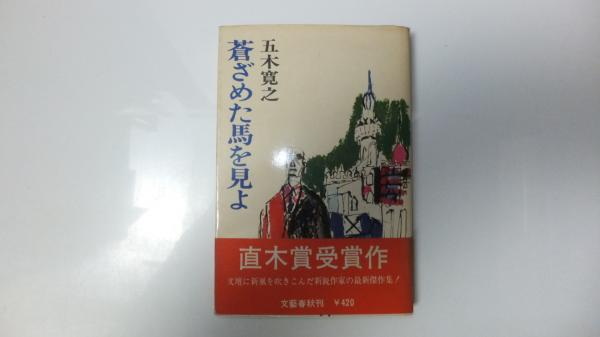 五木寛之
蒼ざめた馬を見よ
直木賞受賞作
文壇に新風を吹きこんだ新鋭作家の最新傑作集!
文藝春秋刊 ¥420